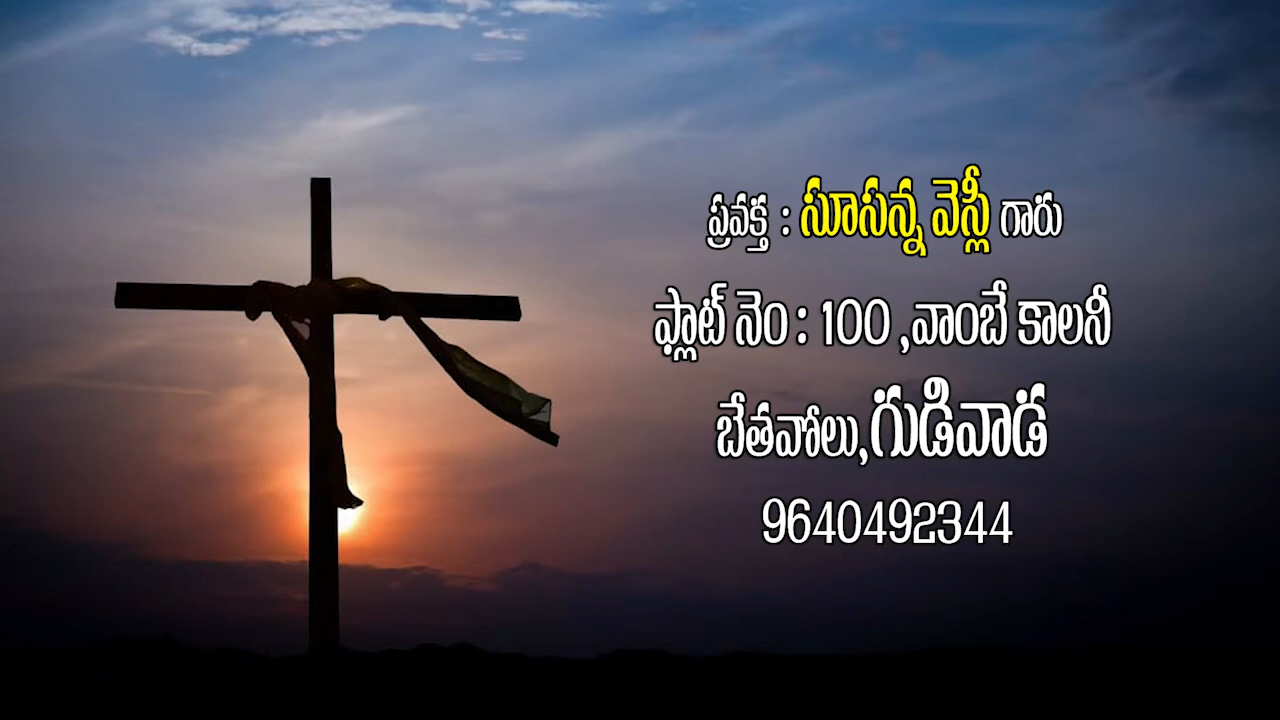 ప్రవక్త : సూసన్న వెస్లీ గారు
ఫ్లాట్ నెం : 100 ,వాంబే కాలనీ
బేతవోలు,గుడివాడ
9640492344